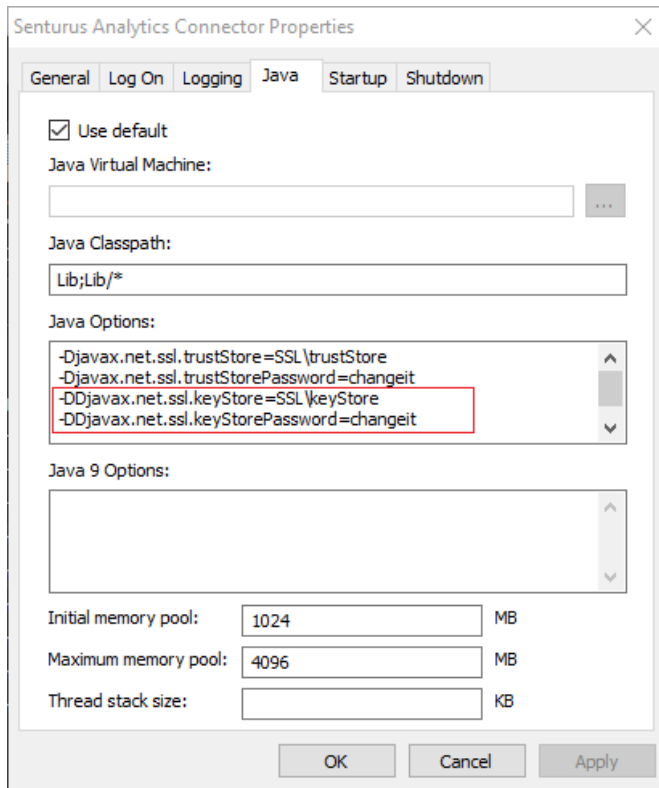 Senturus Analytics Connector Properties
General Log On Logging Java Startup Shutdown
Use default
Java Virtual Machine:
...
Java Classpath:
Lib;Lib/*
Java Options:
-Djavax.net.ssl.trustStore=SSL\trustStore
-Djavax.net.ssl.trustStorePassword=changeit
-DDjavax.net.ssl.keyStore=SSL\keyStore
-DDjavax.net.ssl.keyStorePassword=changeit
Java 9 Options:
Initial memory pool: 1024 MB
Maximum memory pool: 4096 MB
Thread stack size: KB
OK Cancel Apply